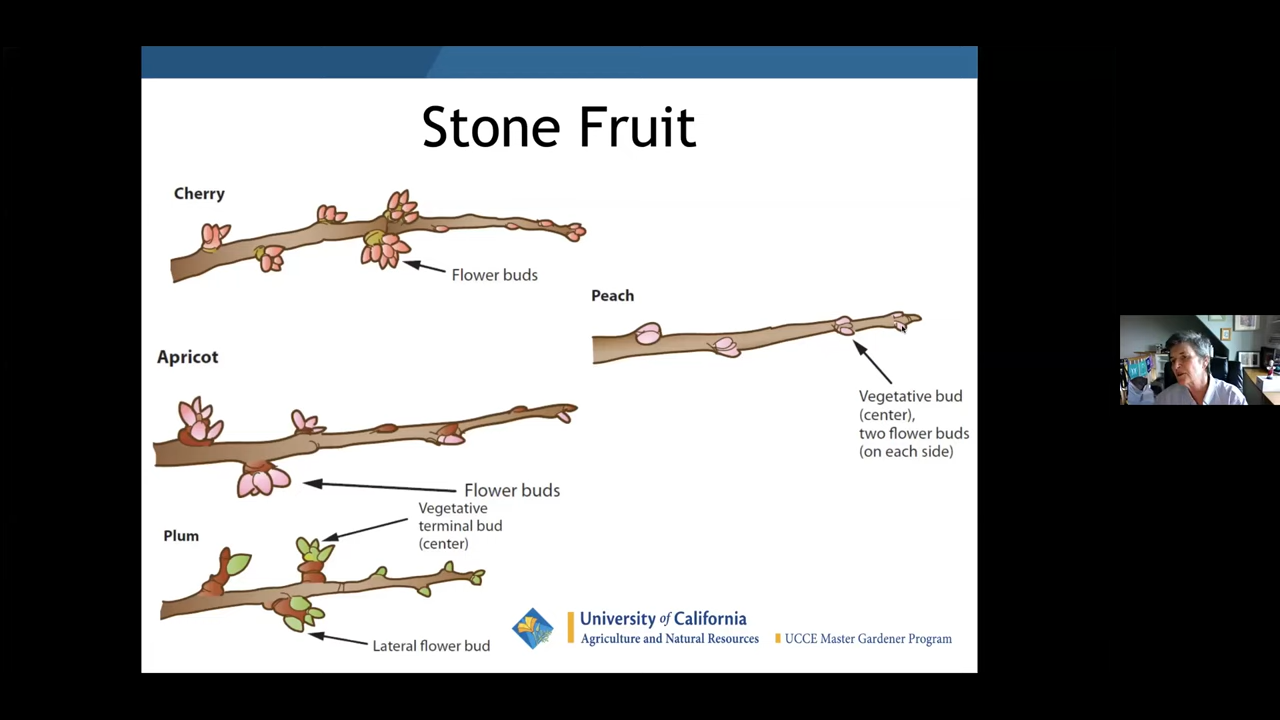 Stone Fruit
Cherry
Flower buds
Peach
Vegetative bud
(center),
two flower buds
(on each side)
Apricot
Flower buds
Vegetative
terminal bud
(center)
Plum
Lateral flower bud
University of California
Agriculture and Natural Resources
UCCE Master Gardener Program